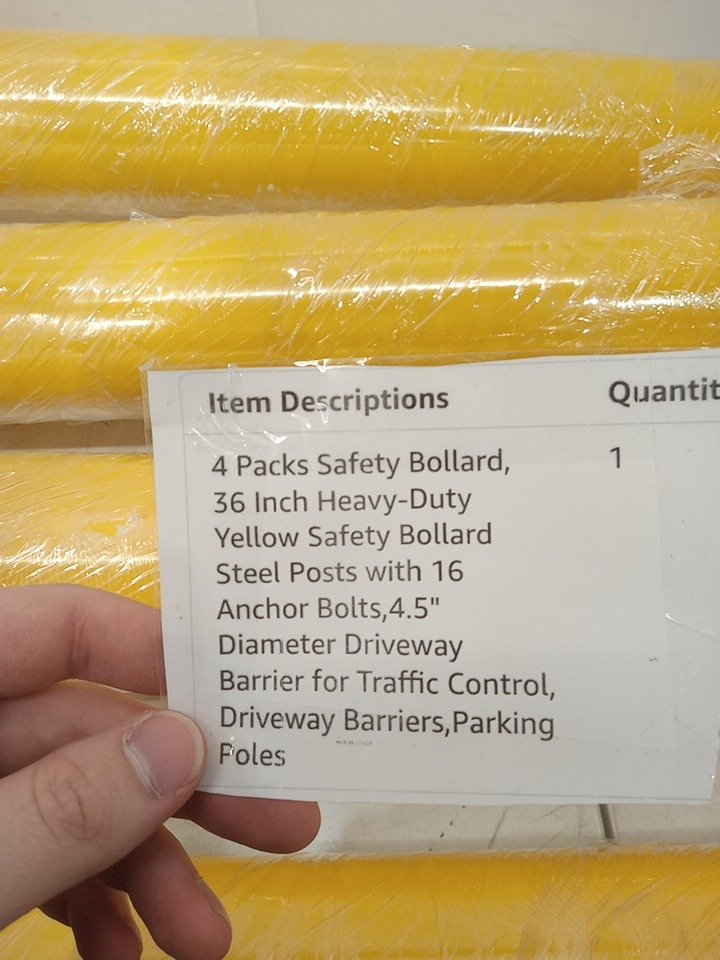 Item Descriptions Quantit
4 Packs Safety Bollard, 1
36 Inch Heavy-Duty
Yellow Safety Bollard
Steel Posts with 16
Anchor Bolts,4.5"
Diameter Driveway
Barrier for Traffic Control,
Driveway Barriers,Parking
Poles